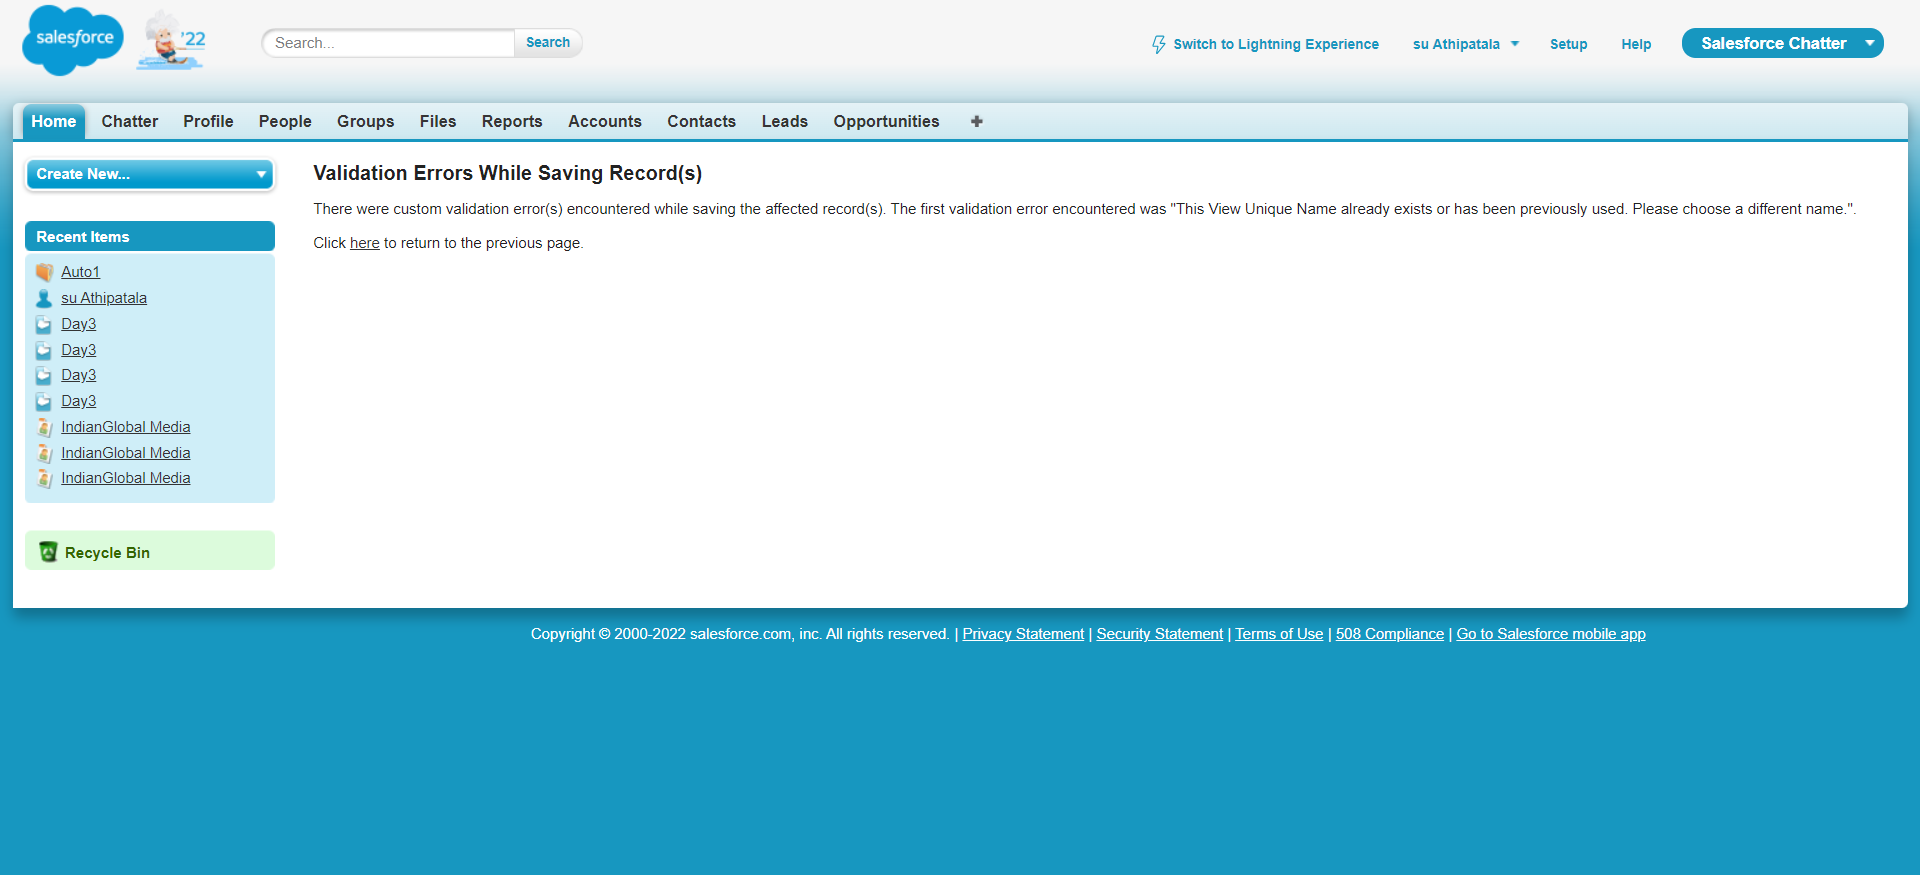 salesforce
'22
Search...
Search
Switch to Lightning Experience
su Athipatala
Setup
Help
Salesforce Chatter
Home
Chatter
Profile
People
Groups
Files
Reports
Accounts
Contacts
Leads
Opportunities
Create New...
Recent Items
Auto1
su Athipatala
Day3
Day3
Day3
Day3
IndianGlobal Media
IndianGlobal Media
IndianGlobal Media
Recycle Bin
Validation Errors While Saving Record(s)
There were custom validation error(s) encountered while saving the affected record(s). The first validation error encountered was "This View Unique Name already exists or has been previously used. Please choose a different name.".
Click here to return to the previous page.
Copyright © 2000-2022 salesforce.com, inc. All rights reserved. | Privacy Statement | Security Statement | Terms of Use | 508 Compliance | Go to Salesforce mobile app